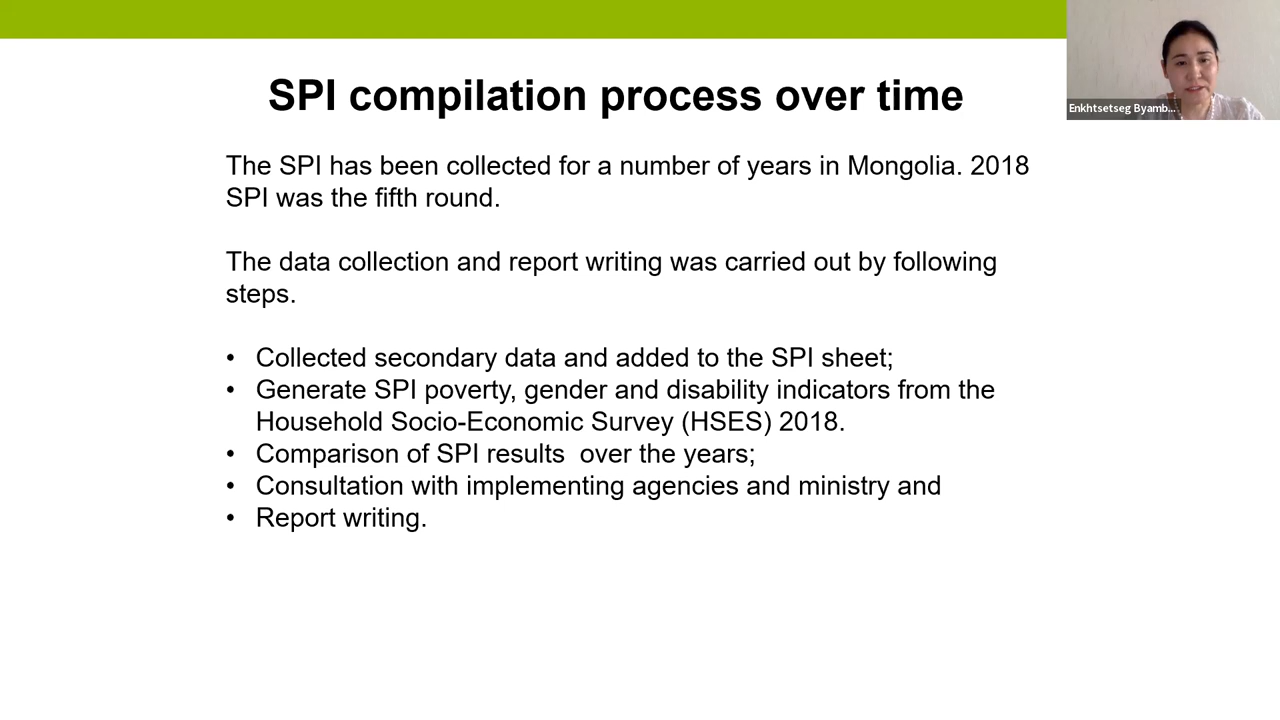 SPI compilation process over time
Enkhtsetseg Byamb...
The SPI has been collected for a number of years in Mongolia. 2018
SPI was the fifth round.
The data collection and report writing was carried out by following
steps.
• Collected secondary data and added to the SPI sheet;
• Generate SPI poverty, gender and disability indicators from the
Household Socio-Economic Survey (HSES) 2018.
• Comparison of SPI results  over the years;
• Consultation with implementing agencies and ministry and
• Report writing.